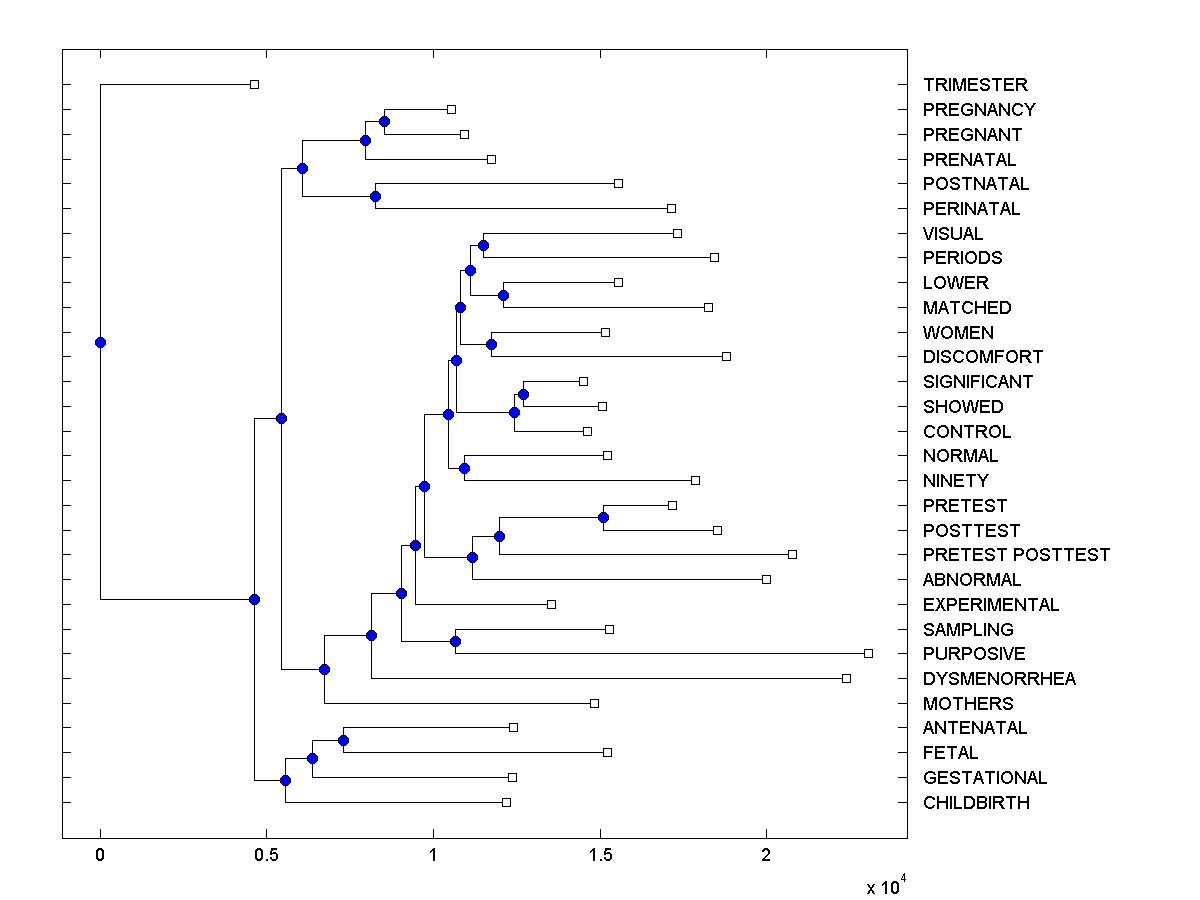 TRIMESTER
PREGNANCY
PREGNANT
PRENATAL
POSTNATAL
PERINATAL
VISUAL
PERIODS
LOWER
MATCHED
WOMEN
DISCOMFORT
SIGNIFICANT
SHOWED
CONTROL
NORMAL
NINETY
PRETEST
POSTTEST
PRETEST POSTTEST
ABNORMAL
EXPERIMENTAL
SAMPLING
PURPOSIVE
DYSMENORRHEA
MOTHERS
ANTENATAL
FETAL
GESTATIONAL
CHILDBIRTH
0 0.5 1 1.5 2
x 10^4